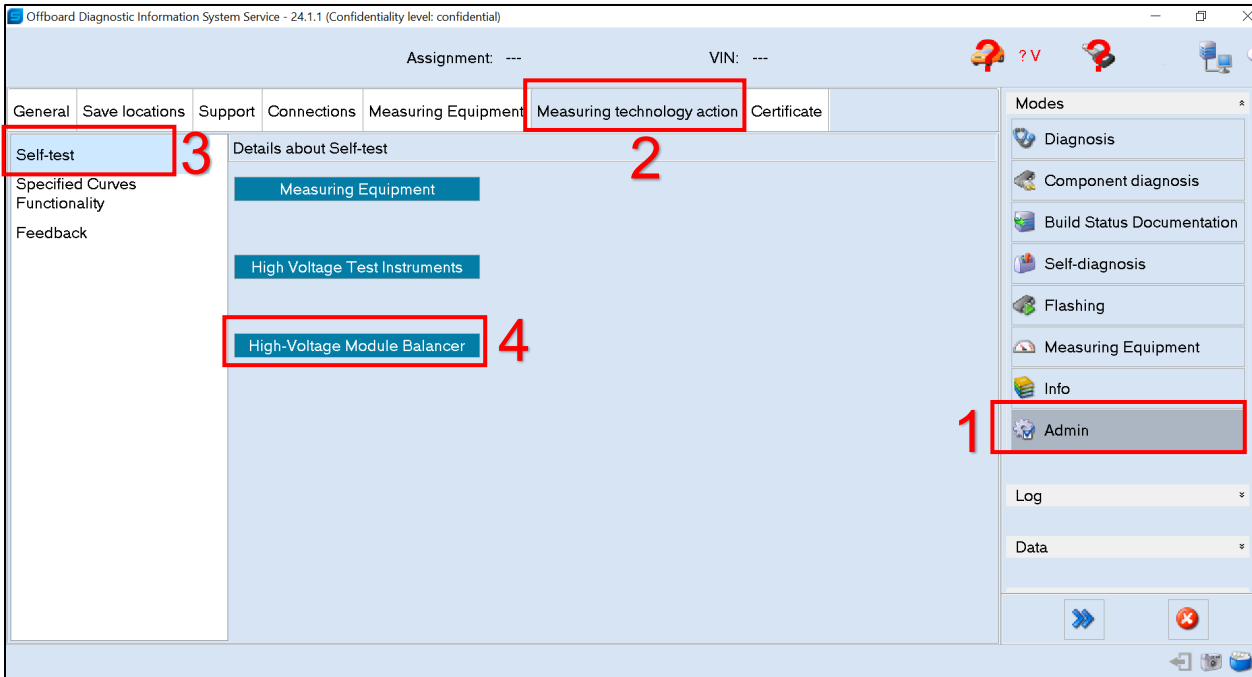 Offboard Diagnostic Information System Service - 24.1.1 (Confidentiality level: confidential)
Assignment: ---
VIN: ---
? V
?
?
General
Save locations
Support
Connections
Measuring Equipment
Measuring technology action
Certificate
2
Self-test
3
Specified Curves
Functionality
Feedback
Details about Self-test
Measuring Equipment
High Voltage Test Instruments
High-Voltage Module Balancer
4
Modes
Diagnosis
Component diagnosis
Build Status Documentation
Self-diagnosis
Flashing
Measuring Equipment
Info
1
Admin
Log
Data